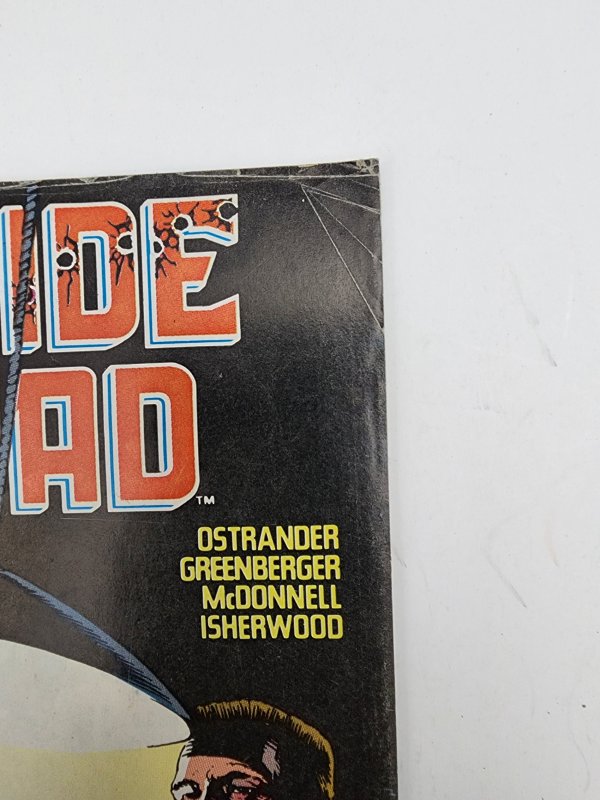 IDE
AD
™
OSTRANDER
GREENBERGER
McDONNELL
ISHERWOOD